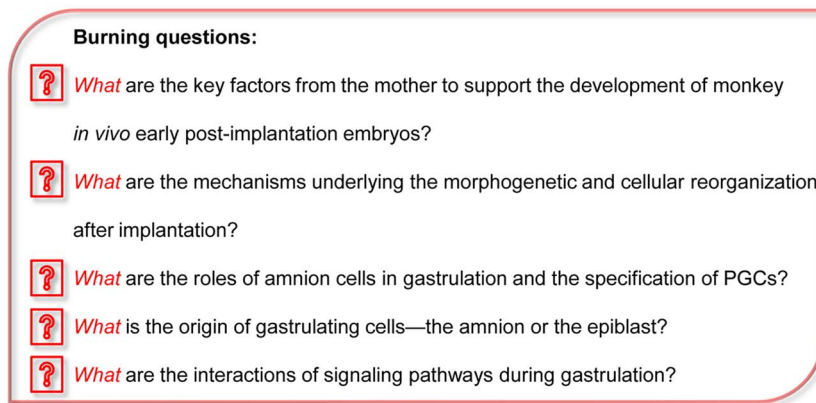 Burning questions:
? What are the key factors from the mother to support the development of monkey
in vivo early post-implantation embryos?
? What are the mechanisms underlying the morphogenetic and cellular reorganization
after implantation?
? What are the roles of amnion cells in gastrulation and the specification of PGCs?
? What is the origin of gastrulating cells—the amnion or the epiblast?
? What are the interactions of signaling pathways during gastrulation?